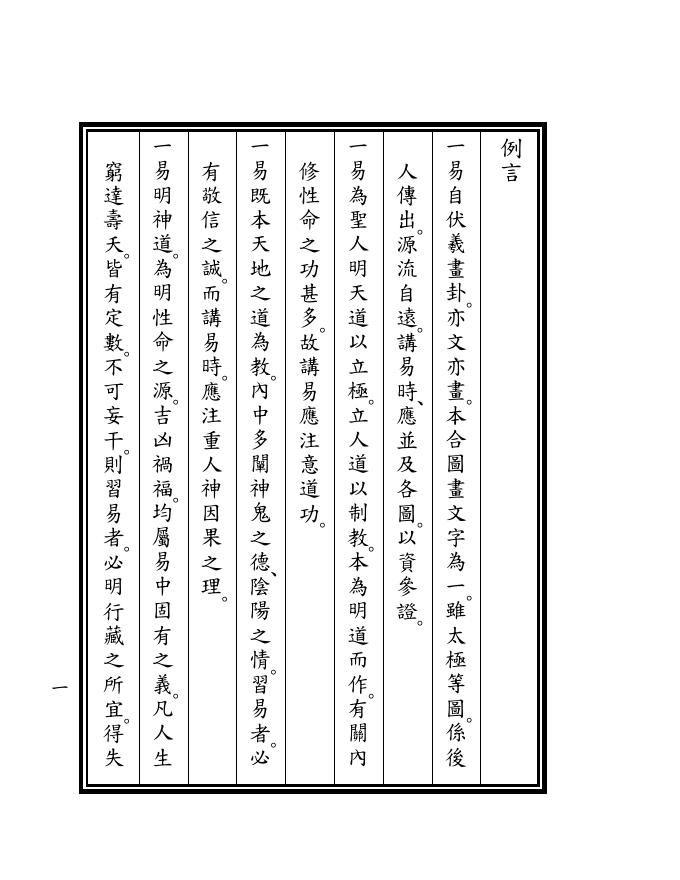 例言
一易自伏羲畫卦。亦文亦畫。本合圖畫文字為一。雖太極等圖。係後
人傳出。源流自遠。講易時、應並及各圖。以資參證。
一易為聖人明天道以立極。立人道以制教。本為明道而作。有關內
修性命之功甚多。故講易應注意道功。
一易既本天地之道為教。內中多闡神鬼之德、陰陽之情。習易者。必
有敬信之誠。而講易時。應注重人神因果之理。
一易明神道。為明性命之源。吉凶禍福。均屬易中固有之義。凡人生
窮達壽夭。皆有定數。不可妄干。則習易者。必明行藏之所宜。得失
一